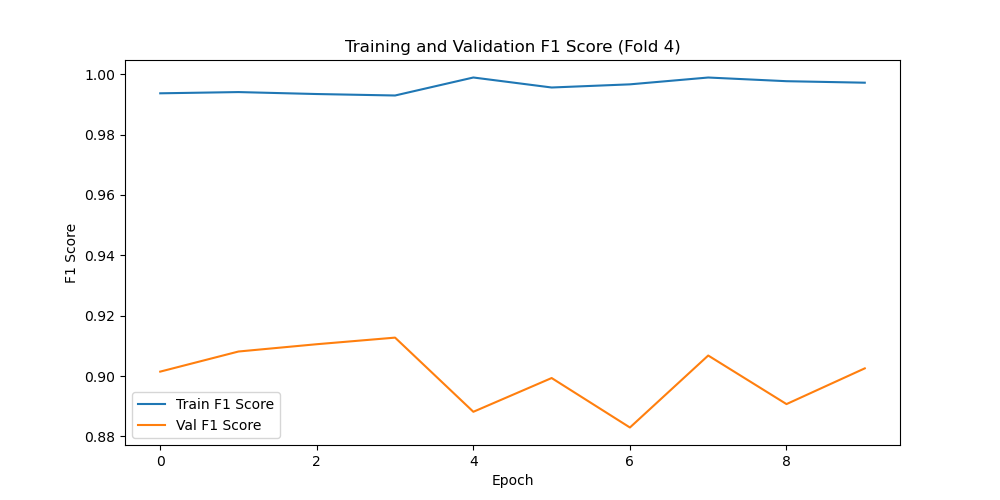 Training and Validation F1 Score (Fold 4)
1.00
0.98
0.96
0.94
0.92
0.90
0.88
F1 Score
Train F1 Score
Val F1 Score
0 2 4 6 8
Epoch